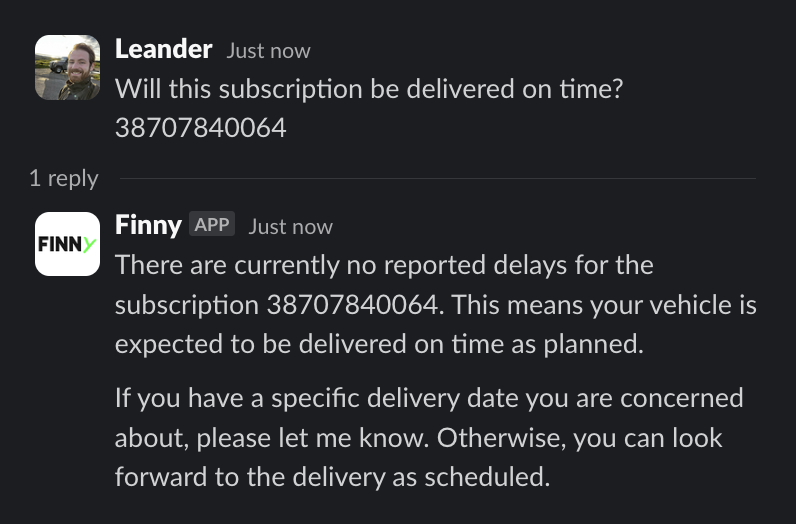 Leander Just now
Will this subscription be delivered on time?
38707840064
1 reply
FINNY
Finny APP Just now
There are currently no reported delays for the
subscription 38707840064. This means your vehicle is
expected to be delivered on time as planned.
If you have a specific delivery date you are concerned
about, please let me know. Otherwise, you can look
forward to the delivery as scheduled.